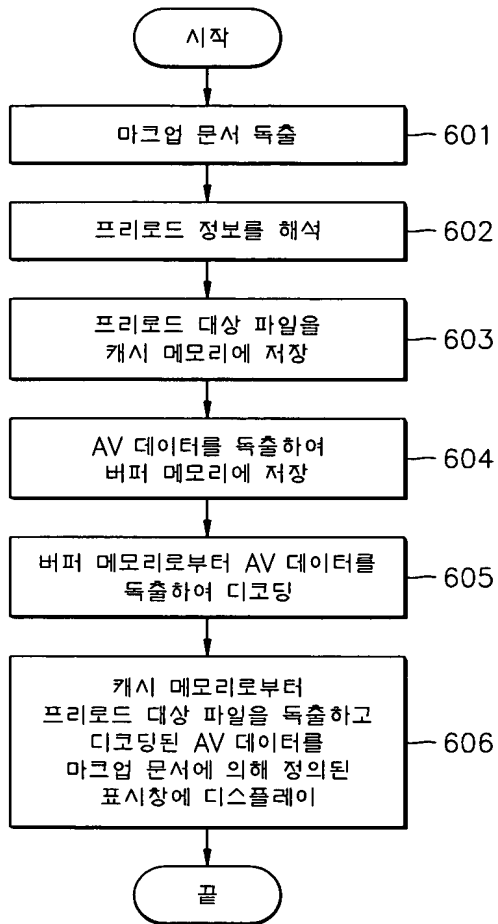 시작
마크업 문서 독출
601
프리로드 정보를 해석
602
프리로드 대상 파일을
캐시 메모리에 저장
603
AV 데이터를 독출하여
버퍼 메모리에 저장
604
버퍼 메모리로부터 AV 데이터를
독출하여 디코딩
605
캐시 메모리로부터
프리로드 대상 파일을 독출하고
디코딩된 AV 데이터를
마크업 문서에 의해 정의된
표시창에 디스플레이
606
끝